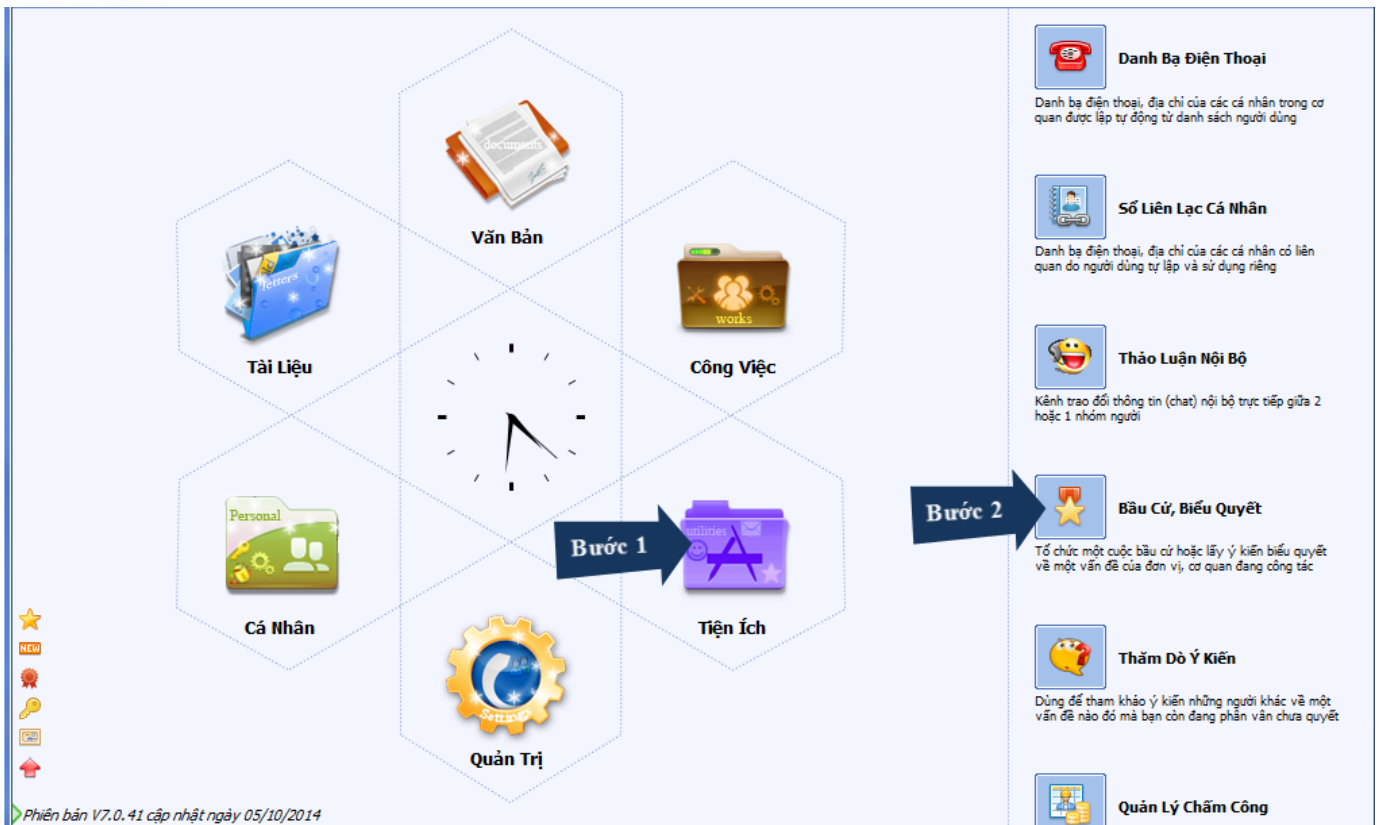 documents
Văn Bản
letters
Tài Liệu
works
Công Việc
Personal
Cá Nhân
Bước 1
utilities
Tiện Ích
Settings
Quản Trị
NEW
Phiên bản V7.0.41 cập nhật ngày 05/10/2014
Danh Bạ Điện Thoại
Danh bạ điện thoại, địa chỉ của các cá nhân trong cơ
quan được lập tự động từ danh sách người dùng
Sổ Liên Lạc Cá Nhân
Danh bạ điện thoại, địa chỉ của các cá nhân có liên
quan do người dùng tự lập và sử dụng riêng
Thảo Luận Nội Bộ
Kênh trao đổi thông tin (chat) nội bộ trực tiếp giữa 2
hoặc 1 nhóm người
Bước 2
Bầu Cử, Biểu Quyết
Tổ chức một cuộc bầu cử hoặc lấy ý kiến biểu quyết
về một vấn đề của đơn vị, cơ quan đang công tác
Thăm Dò Ý Kiến
Dùng để tham khảo ý kiến những người khác về một
vấn đề nào đó mà bạn còn đang phân vân chưa quyết
Quản Lý Chấm Công